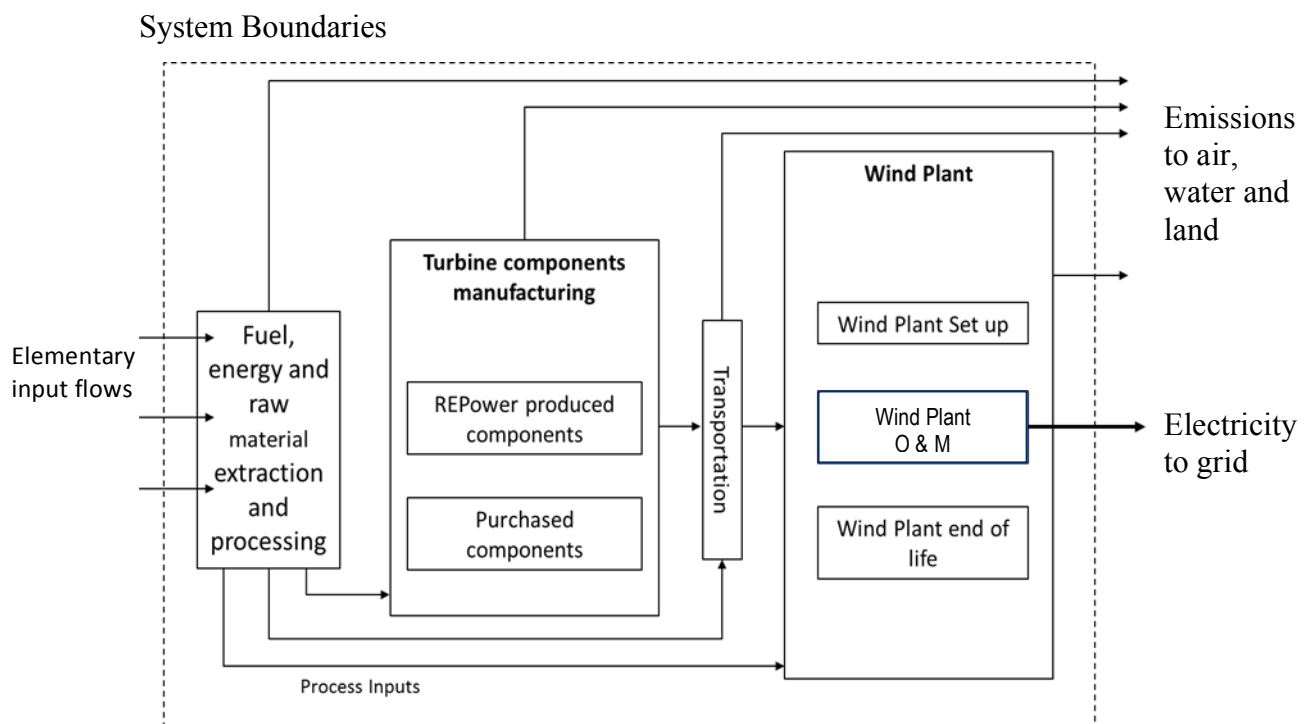 System Boundaries
Emissions
to air,
water and
land
Wind Plant
Turbine components
manufacturing
Wind Plant Set up
Fuel,
energy and
raw
material
extraction
and
processing
Elementary
input flows
REPower produced
components
Transportation
Wind Plant
O & M
Electricity
to grid
Purchased
components
Wind Plant end of
life
Process Inputs